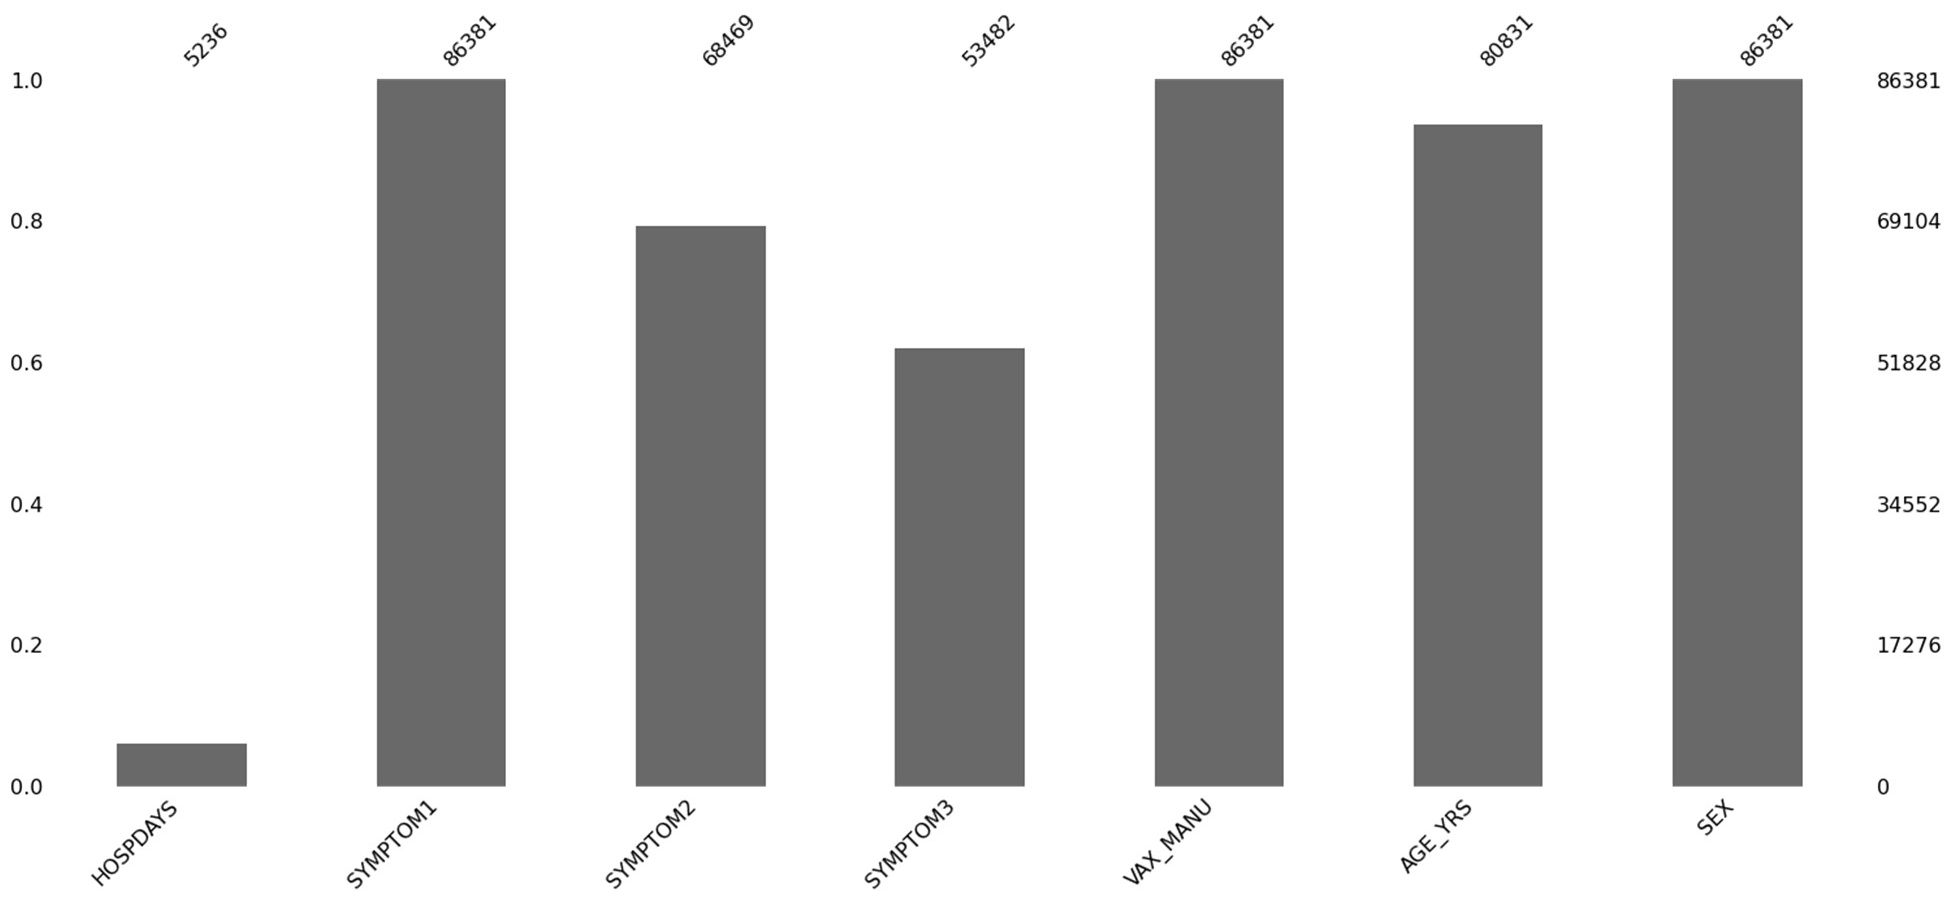 5236
86381
68469
53482
86381
80831
86381
1.0
86381
0.8
69104
0.6
51828
0.4
34552
0.2
17276
0.0
0
HOSPDAYS
SYMPTOM1
SYMPTOM2
SYMPTOM3
VAX_MANU
AGE_YRS
SEX